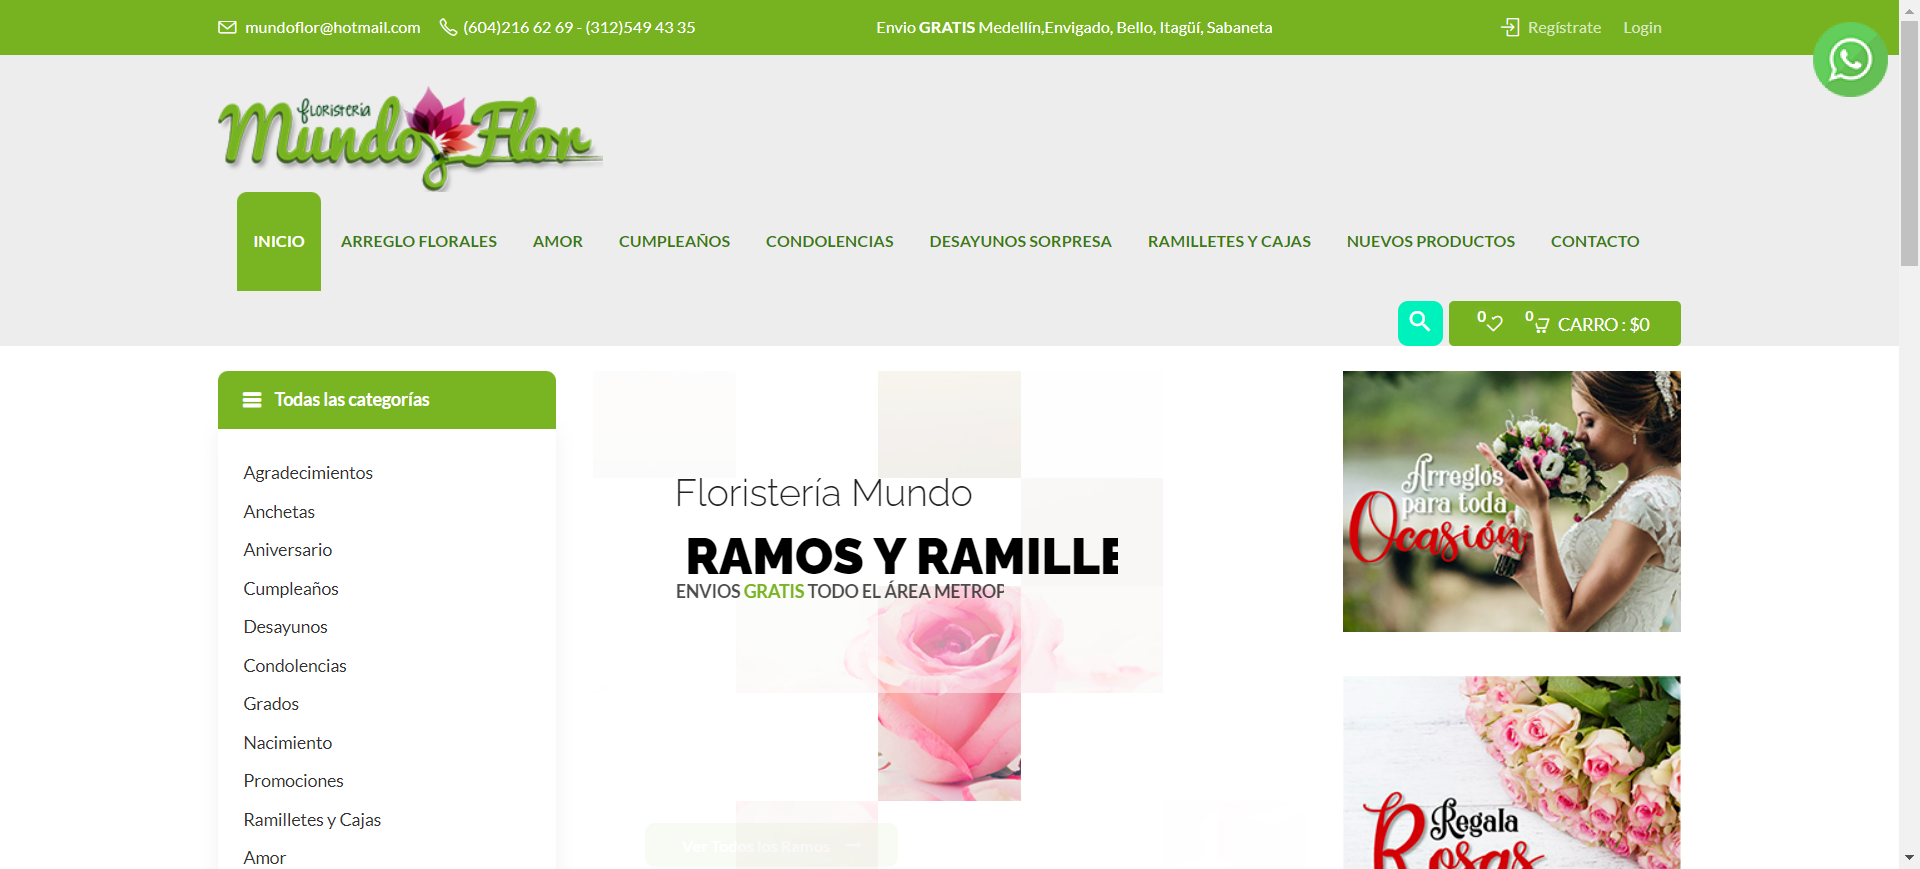 mundoflor@hotmail.com
(604)216 62 69 - (312)549 43 35
Envio GRATIS Medellín,Envigado, Bello, Itagüí, Sabaneta
Regístrate
Login
floristería
Mundo Flor
INICIO
ARREGLO FLORALES
AMOR
CUMPLEAÑOS
CONDOLENCIAS
DESAYUNOS SORPRESA
RAMILLETES Y CAJAS
NUEVOS PRODUCTOS
CONTACTO
0
0
CARRO : $0
Todas las categorías
Agradecimientos
Anchetas
Aniversario
Cumpleaños
Desayunos
Condolencias
Grados
Nacimiento
Promociones
Ramilletes y Cajas
Amor
Floristería Mundo
RAMOS Y RAMILLE
ENVIOS GRATIS TODO EL ÁREA METROP
Ver Todos los Ramos
Arreglos
para toda
Ocasión
Regala
Rosas